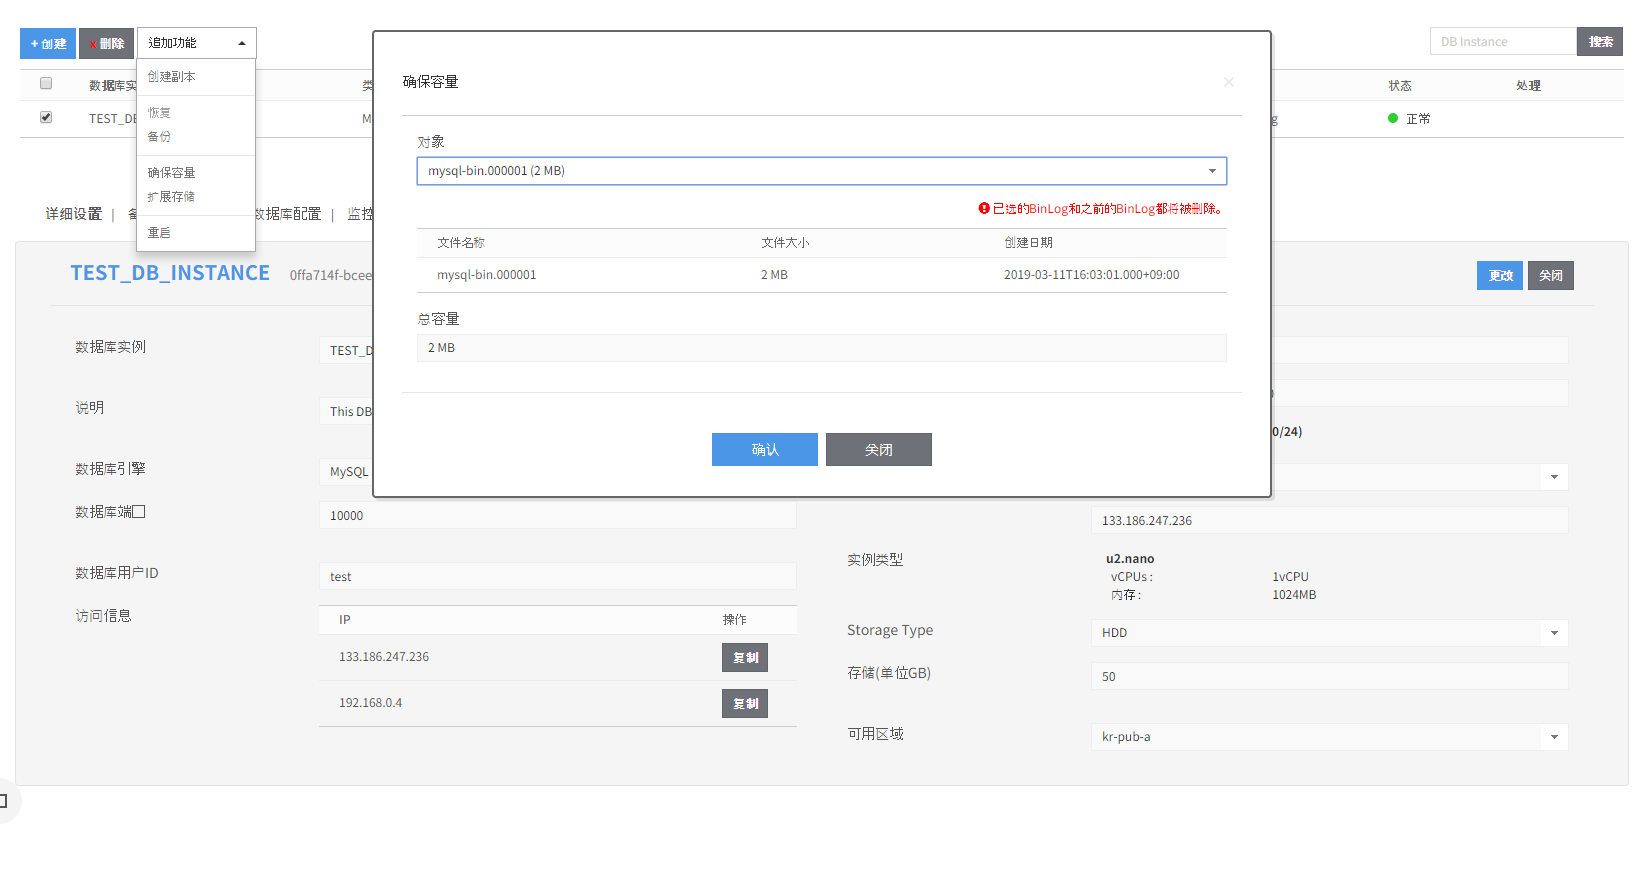 + 创建
x 删除
追加功能
DB Instance
搜索
创建副本
恢复
备份
确保容量
扩展存储
重启
数据库实
类
状态
处理
TEST_DE
正常
详细设置 |
数据库配置 | 监控
确保容量
×
对象
mysql-bin.000001 (2 MB)
已选的BinLog和之前的BinLog都将被删除。
文件名称 文件大小 创建日期
mysql-bin.000001 2 MB 2019-03-11T16:03:01.000+09:00
总容量
2 MB
确认
关闭
TEST_DB_INSTANCE 0ffa714f-bcee
更改
关闭
数据库实例
TEST_D
说明
This DB
0/24)
数据库引擎
MySQL
数据库端口
10000
133.186.247.236
数据库用户ID
test
实例类型
u2.nano
vCPUs : 1vCPU
内存 : 1024MB
访问信息
IP 操作
133.186.247.236 复制
192.168.0.4 复制
Storage Type
HDD
存储(单位GB)
50
可用区域
kr-pub-a